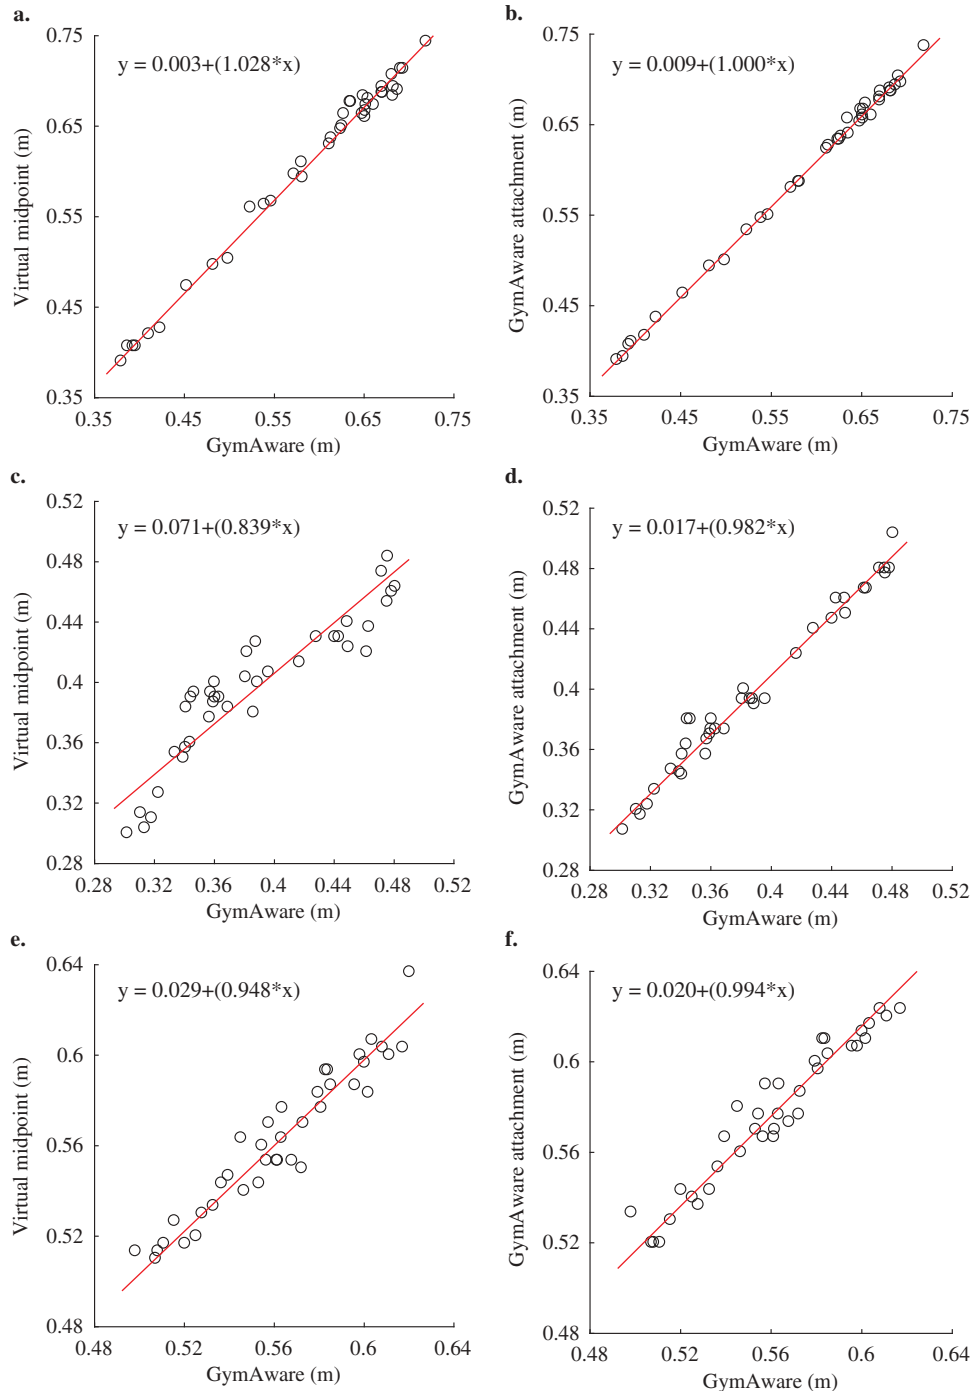 a.
0.75
0.65
0.55
0.45
0.35
Virtual midpoint (m)
y = 0.003+(1.028*x)
0.35 0.45 0.55 0.65 0.75
GymAware (m)
b.
0.75
0.65
0.55
0.45
0.35
GymAware attachment (m)
y = 0.009+(1.000*x)
0.35 0.45 0.55 0.65 0.75
GymAware (m)
c.
0.52
0.48
0.44
0.4
0.36
0.32
0.28
Virtual midpoint (m)
y = 0.071+(0.839*x)
0.28 0.32 0.36 0.4 0.44 0.48 0.52
GymAware (m)
d.
0.52
0.48
0.44
0.4
0.36
0.32
0.28
GymAware attachment (m)
y = 0.017+(0.982*x)
0.28 0.32 0.36 0.4 0.44 0.48 0.52
GymAware (m)
e.
0.64
0.6
0.56
0.52
0.48
Virtual midpoint (m)
y = 0.029+(0.948*x)
0.48 0.52 0.56 0.6 0.64
GymAware (m)
f.
0.64
0.6
0.56
0.52
0.48
GymAware attachment (m)
y = 0.020+(0.994*x)
0.48 0.52 0.56 0.6 0.64
GymAware (m)